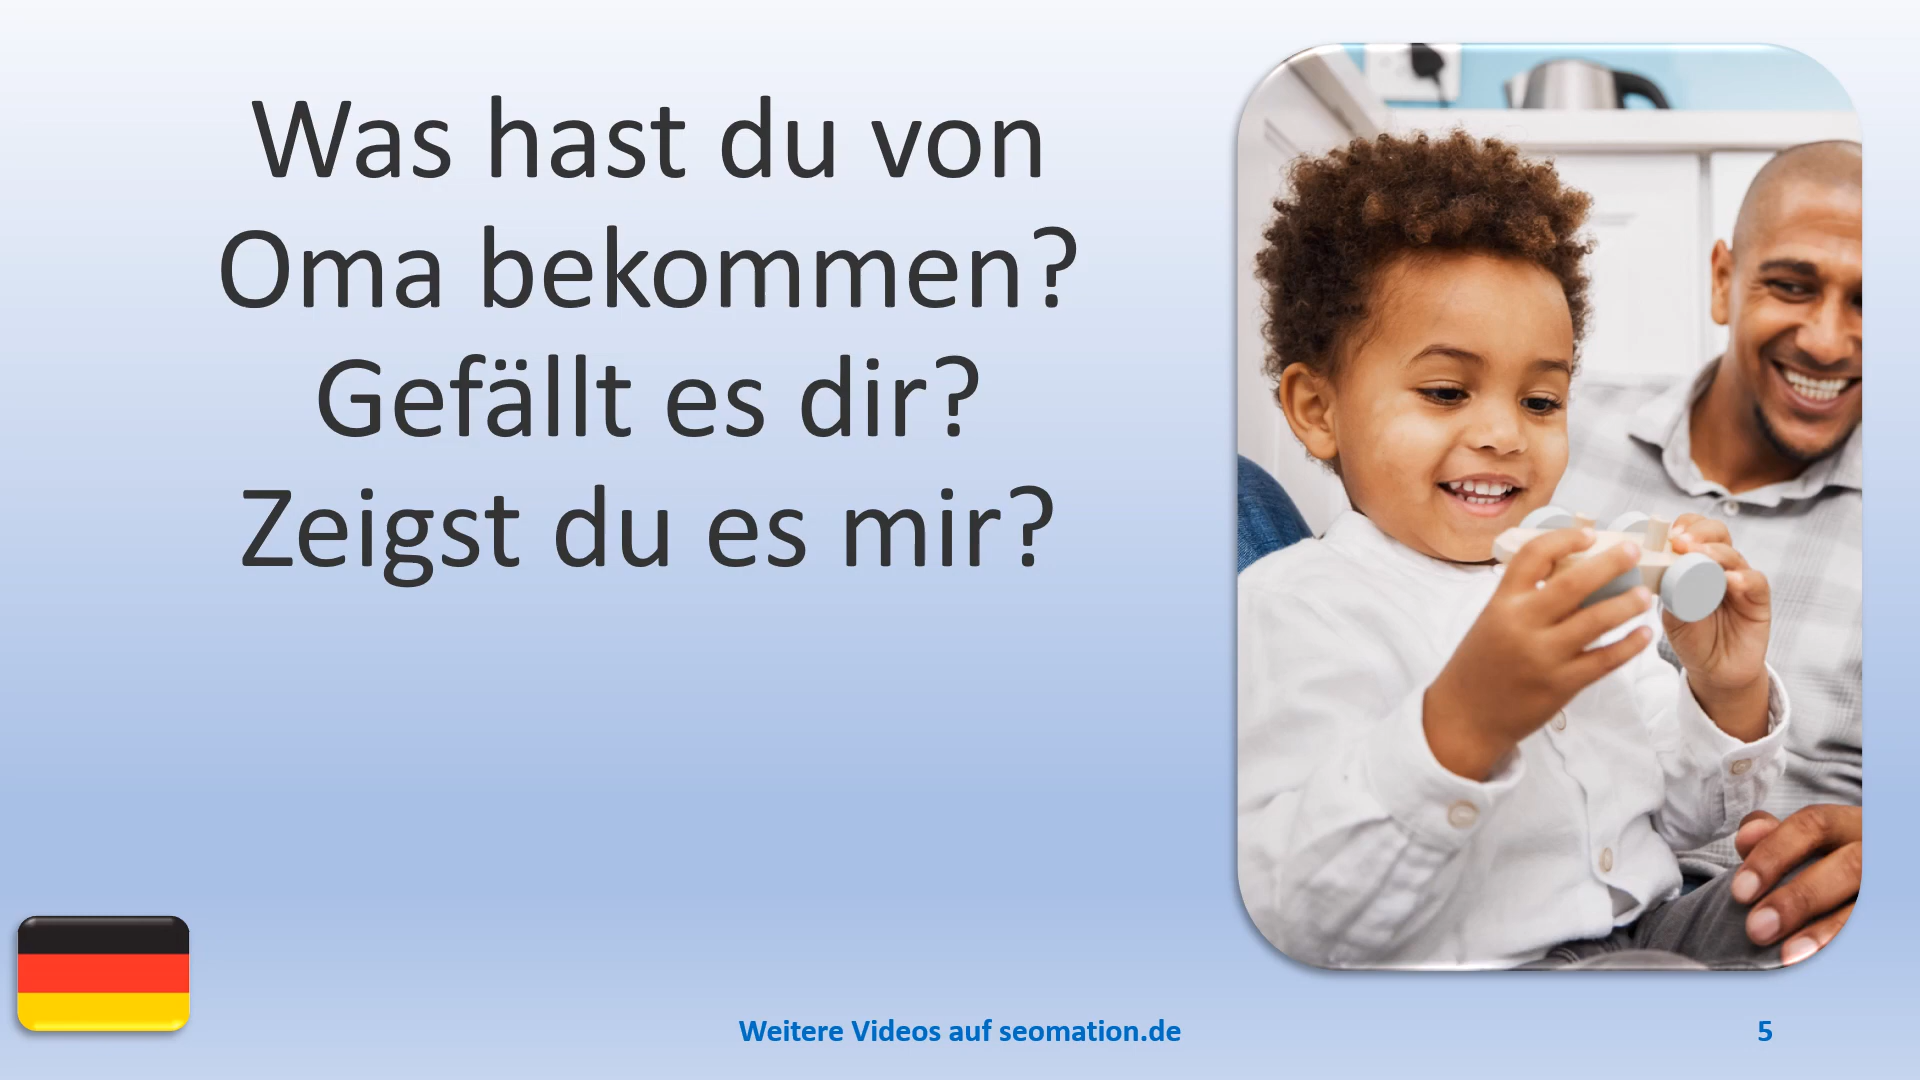 Was hast du von
Oma bekommen?
Gefällt es dir?
Zeigst du es mir?
Weitere Videos auf seomation.de
5